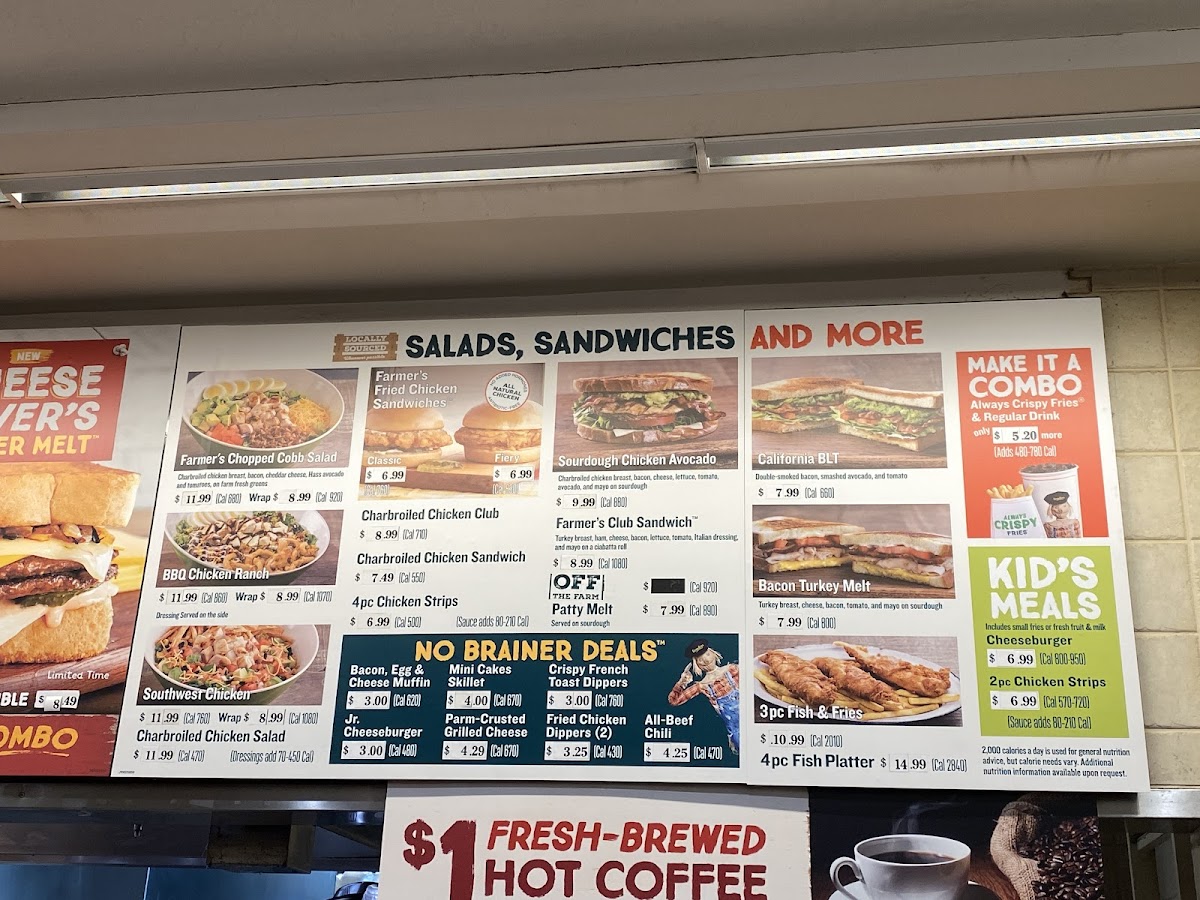 NEW
EESE
VER'S
ER MELT™
Limited Time
BLE $ 8.49
OMBO
LOCALLY
SOURCED
SALADS, SANDWICHES AND MORE
Farmer's Chopped Cobb Salad
Charbroiled chicken breast, bacon, cheddar cheese, Hass avocado
and tomatoes, on farm fresh greens
$ 11.99 (Cal 680) Wrap $ 8.99 (Cal 920)
BBQ Chicken Ranch
$ 11.99 (Cal 860) Wrap $ 8.99 (Cal 1070)
Dressing Served on the side
Southwest Chicken
$ 11.99 (Cal 760) Wrap $ 8.99 (Cal 1080)
Charbroiled Chicken Salad
$ 11.99 (Cal 470) (Dressings add 70-450 Cal)
Farmer's
Fried Chicken
Sandwiches
ALL
NATURAL
CHICKEN
Classic
$ 6.99
Fiery
$ 6.99
Charbroiled Chicken Club
$ 8.99 (Cal 710)
Charbroiled Chicken Sandwich
$ 7.49 (Cal 550)
4pc Chicken Strips
$ 6.99 (Cal 500) (Sauce adds 80-210 Cal)
Sourdough Chicken Avocado
Charbroiled chicken breast, bacon, cheese, lettuce, tomato,
avocado, and mayo on sourdough
$ 9.99 (Cal 880)
Farmer's Club Sandwich™
Turkey breast, ham, cheese, bacon, lettuce, tomato, Italian dressing,
and mayo on a ciabatta roll
$ 8.99 (Cal 1080)
OFF
THE FARM
$ (Cal 920)
Patty Melt $ 7.99 (Cal 890)
Served on sourdough
NO BRAINER DEALS™
Bacon, Egg &
Cheese Muffin
$ 3.00 (Cal 620)
Mini Cakes
Skillet
$ 4.00 (Cal 670)
Crispy French
Toast Dippers
$ 3.00 (Cal 760)
Jr.
Cheeseburger
$ 3.00 (Cal 480)
Parm-Crusted
Grilled Cheese
$ 4.29 (Cal 670)
Fried Chicken
Dippers (2)
$ 3.25 (Cal 430)
All-Beef
Chili
$ 4.25 (Cal 470)
California BLT
Double-smoked bacon, smashed avocado, and tomato
$ 7.99 (Cal 660)
Bacon Turkey Melt
Turkey breast, cheese, bacon, tomato, and mayo on sourdough
$ 7.99 (Cal 800)
3pc Fish & Fries
$ 10.99 (Cal 2010)
4pc Fish Platter $ 14.99 (Cal 2840)
MAKE IT A
COMBO
Always Crispy Fries®
& Regular Drink
only $ 5.20 more
(Adds 480-780 Cal)
ALWAYS
CRISPY
FRIES
KID'S
MEALS
Includes small fries or fresh fruit & milk
Cheeseburger
$ 6.99 (Cal 800-950)
2pc Chicken Strips
$ 6.99 (Cal 570-720)
(Sauce adds 80-210 Cal)
2,000 calories a day is used for general nutrition
advice, but calorie needs vary. Additional
nutrition information available upon request.
$1 FRESH-BREWED
HOT COFFEE